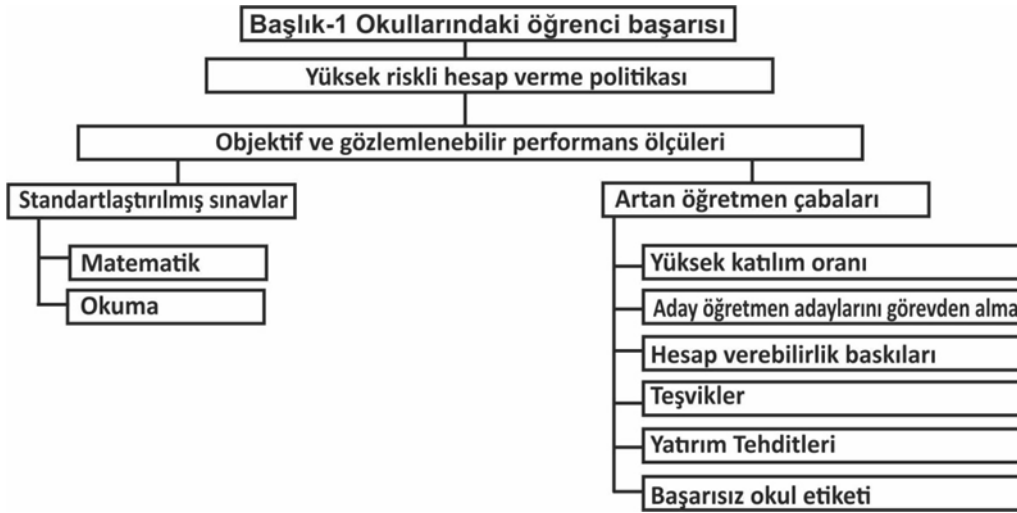 Başlık-1 Okullarındaki öğrenci başarısı
Yüksek riskli hesap verme politikası
Objektif ve gözlemlenebilir performans ölçüleri
Standartlaştırılmış sınavlar
Matematik
Okuma
Artan öğretmen çabaları
Yüksek katılım oranı
Aday öğretmen adaylarını görevden alma
Hesap verebilirlik baskıları
Teşvikler
Yatırım Tehditleri
Başarısız okul etiketi